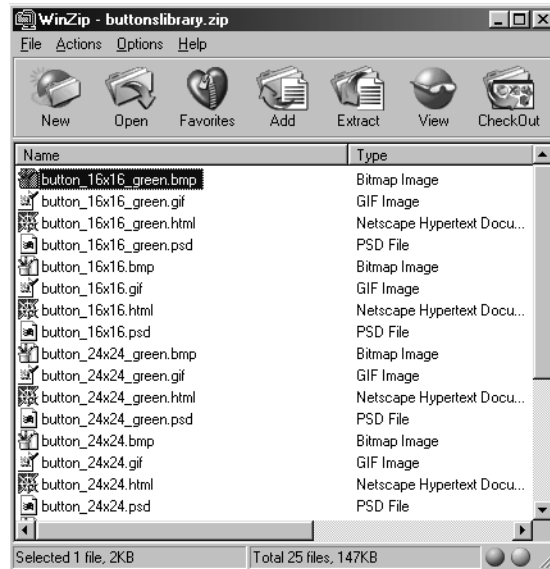 WinZip - buttonslibrary.zip
File Actions Options Help
New Open Favorites Add Extract View CheckOut
Name Type
button_16x16_green.bmp Bitmap Image
button_16x16_green.gif GIF Image
button_16x16_green.html Netscape Hypertext Docu...
button_16x16_green.psd PSD File
button_16x16.bmp Bitmap Image
button_16x16.gif GIF Image
button_16x16.html Netscape Hypertext Docu...
button_16x16.psd PSD File
button_24x24_green.bmp Bitmap Image
button_24x24_green.gif GIF Image
button_24x24_green.html Netscape Hypertext Docu...
button_24x24_green.psd PSD File
button_24x24.bmp Bitmap Image
button_24x24.gif GIF Image
button_24x24.html Netscape Hypertext Docu...
button_24x24.psd PSD File
Selected 1 file, 2KB Total 25 files, 147KB